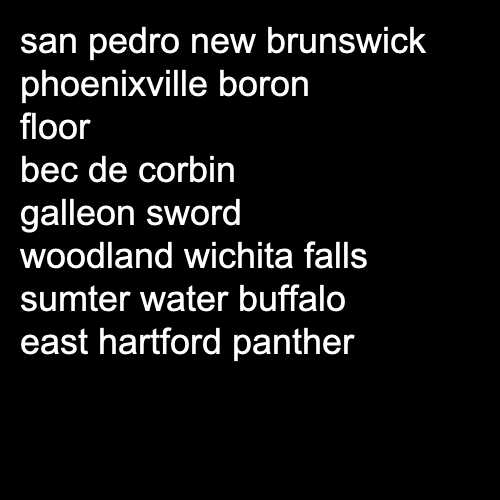 san pedro new brunswick
phoenixville boron
floor
bec de corbin
galleon sword
woodland wichita falls
sumter water buffalo
east hartford panther